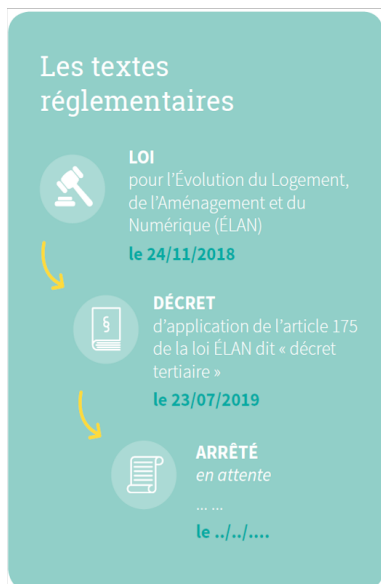 Les textes
réglementaires
LOI
pour l'Évolution du Logement,
de l'Aménagement et du
Numérique (ÉLAN)
le 24/11/2018
§
DÉCRET
d'application de l'article 175
de la loi ÉLAN dit « décret
tertiaire »
le 23/07/2019
ARRÊTÉ
en attente
... ...
le ../../....